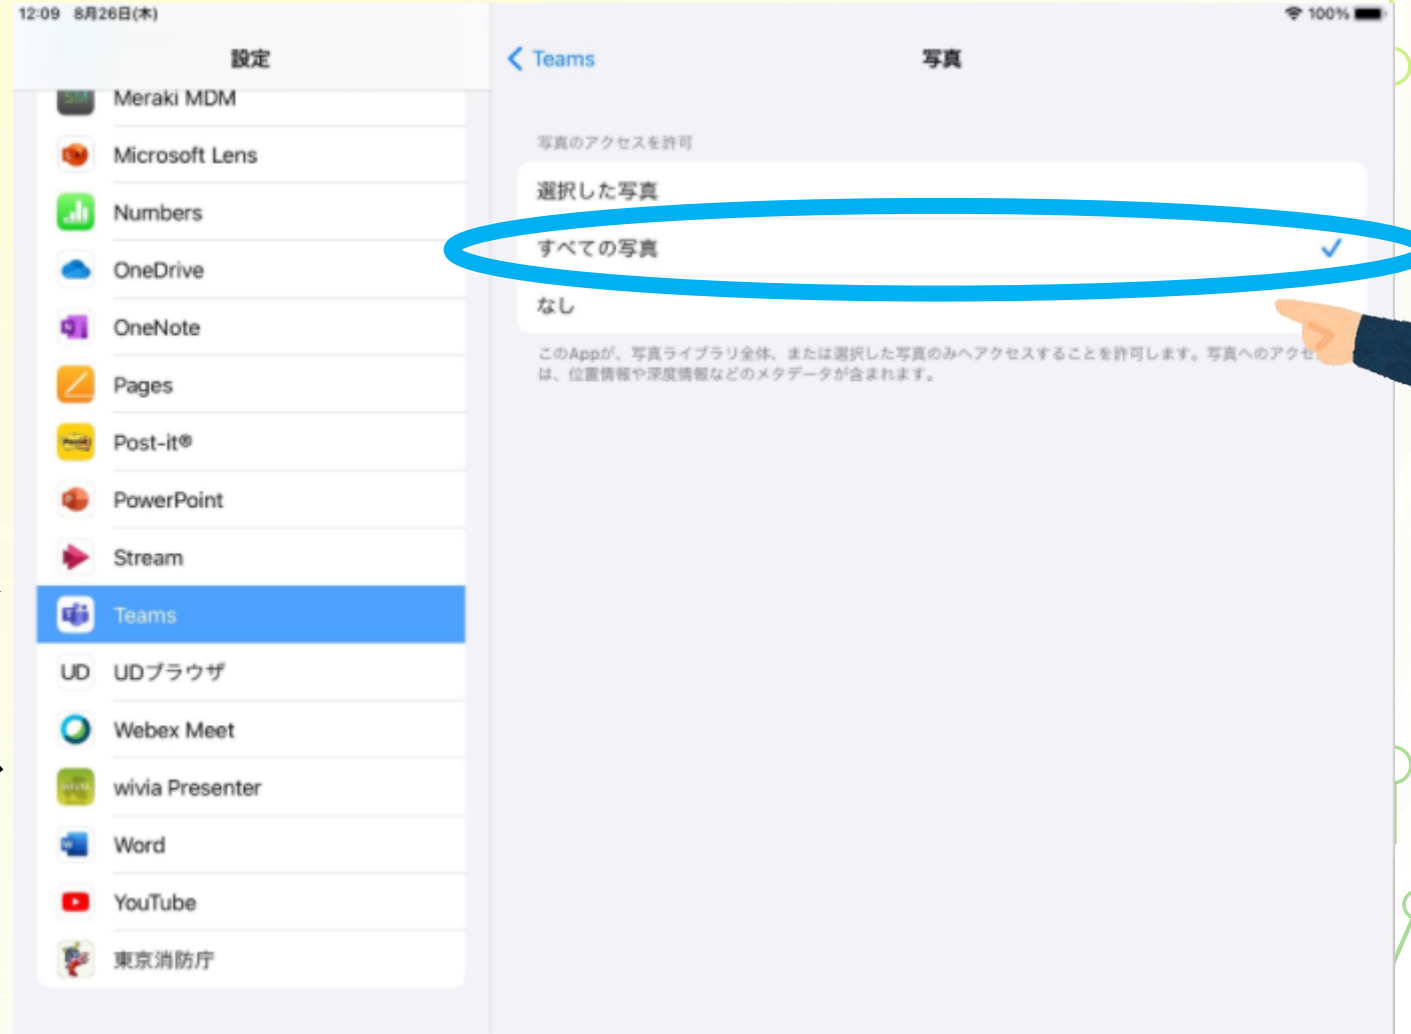 12:09 8月26日(木)
100%
設定
Meraki MDM
Microsoft Lens
Numbers
OneDrive
OneNote
Pages
Post-it®
PowerPoint
Stream
Teams
UD UDブラウザ
Webex Meet
wivia Presenter
Word
YouTube
東京消防庁
Teams
写真
写真のアクセスを許可
選択した写真
すべての写真
なし
このAppが、写真ライブラリ全体、または選択した写真のみへアクセスすることを許可します。写真へのアクセ
は、位置情報や深度情報などのメタデータが含まれます。